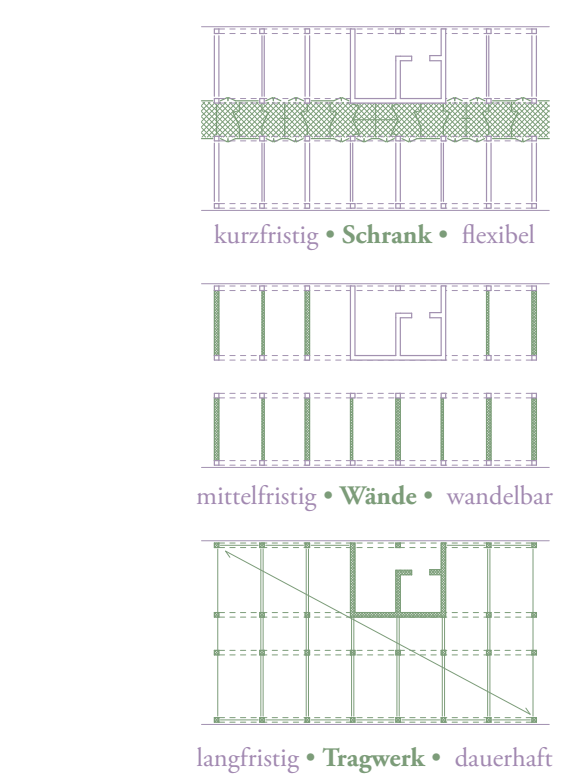 kurzfristig • Schrank • flexibel
mittelfristig • Wände • wandelbar
langfristig • Tragwerk • dauerhaft